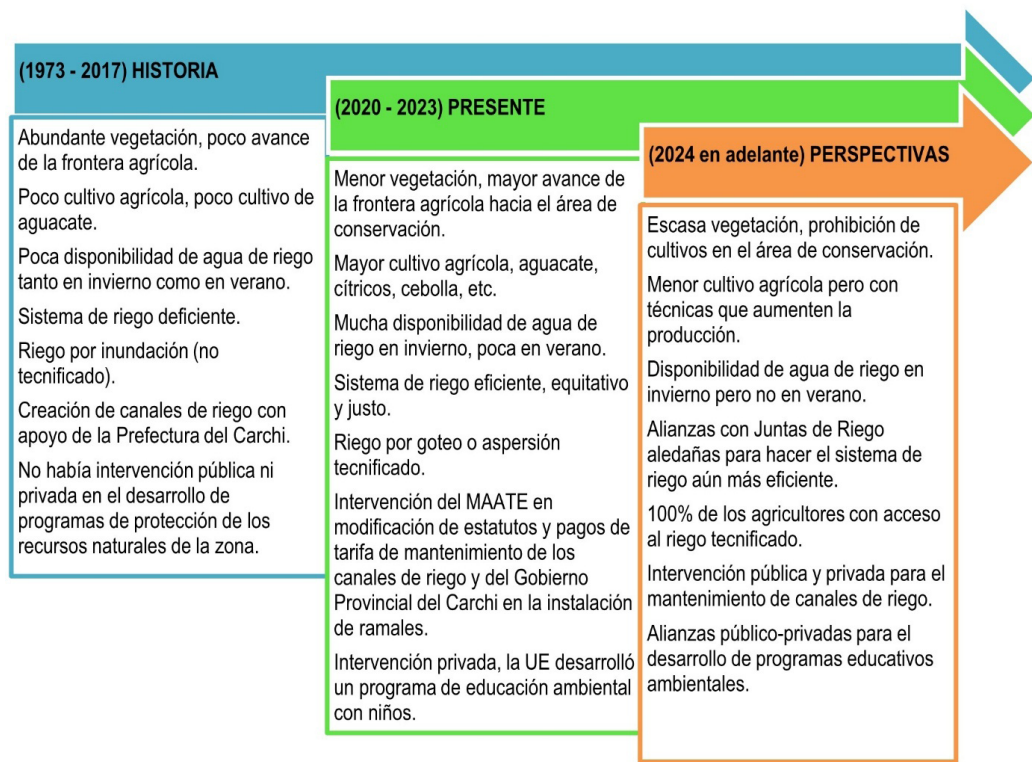 (1973 - 2017) HISTORIA
Abundante vegetación, poco avance
de la frontera agrícola.
Poco cultivo agrícola, poco cultivo de
aguacate.
Poca disponibilidad de agua de riego
tanto en invierno como en verano.
Sistema de riego deficiente.
Riego por inundación (no
tecnificado).
Creación de canales de riego con
apoyo de la Prefectura del Carchi.
No había intervención pública ni
privada en el desarrollo de
programas de protección de los
recursos naturales de la zona.
(2020 - 2023) PRESENTE
Menor vegetación, mayor avance de
la frontera agrícola hacia el área de
conservación.
Mayor cultivo agrícola, aguacate,
cítricos, cebolla, etc.
Mucha disponibilidad de agua de
riego en invierno, poca en verano.
Sistema de riego eficiente, equitativo
y justo.
Riego por goteo o aspersión
tecnificado.
Intervención del MAATE en
modificación de estatutos y pagos de
tarifa de mantenimiento de los
canales de riego y del Gobierno
Provincial del Carchi en la instalación
de ramales.
Intervención privada, la UE desarrolló
un programa de educación ambiental
con niños.
(2024 en adelante) PERSPECTIVAS
Escasa vegetación, prohibición de
cultivos en el área de conservación.
Menor cultivo agrícola pero con
técnicas que aumenten la
producción.
Disponibilidad de agua de riego en
invierno pero no en verano.
Alianzas con Juntas de Riego
aledañas para hacer el sistema de
riego aún más eficiente.
100% de los agricultores con acceso
al riego tecnificado.
Intervención pública y privada para el
mantenimiento de canales de riego.
Alianzas público-privadas para el
desarrollo de programas educativos
ambientales.